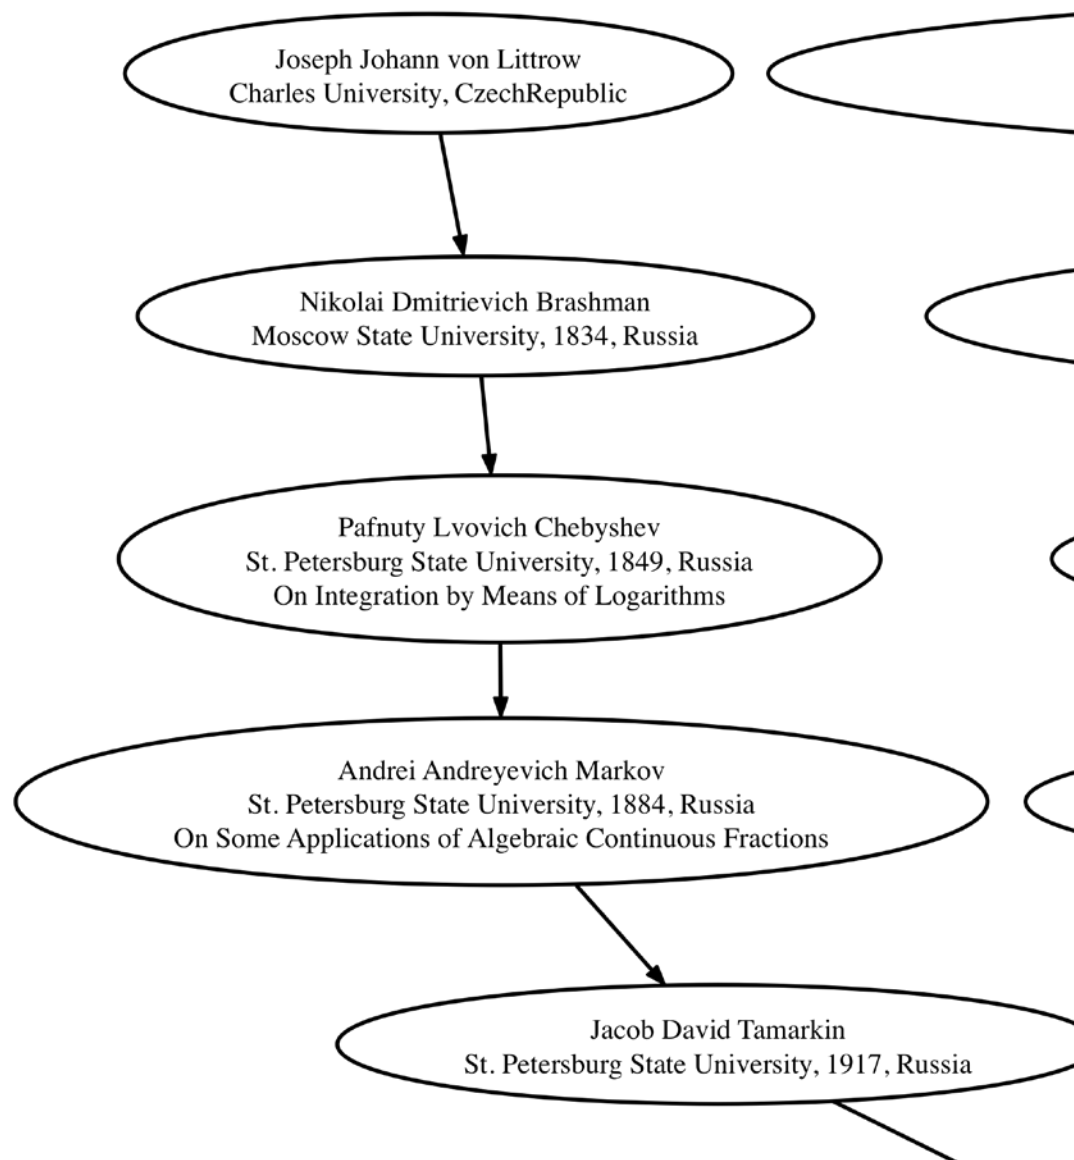 Joseph Johann von Littrow
Charles University, CzechRepublic
Nikolai Dmitrievich Brashman
Moscow State University, 1834, Russia
Pafnuty Lvovich Chebyshev
St. Petersburg State University, 1849, Russia
On Integration by Means of Logarithms
Andrei Andreyevich Markov
St. Petersburg State University, 1884, Russia
On Some Applications of Algebraic Continuous Fractions
Jacob David Tamarkin
St. Petersburg State University, 1917, Russia